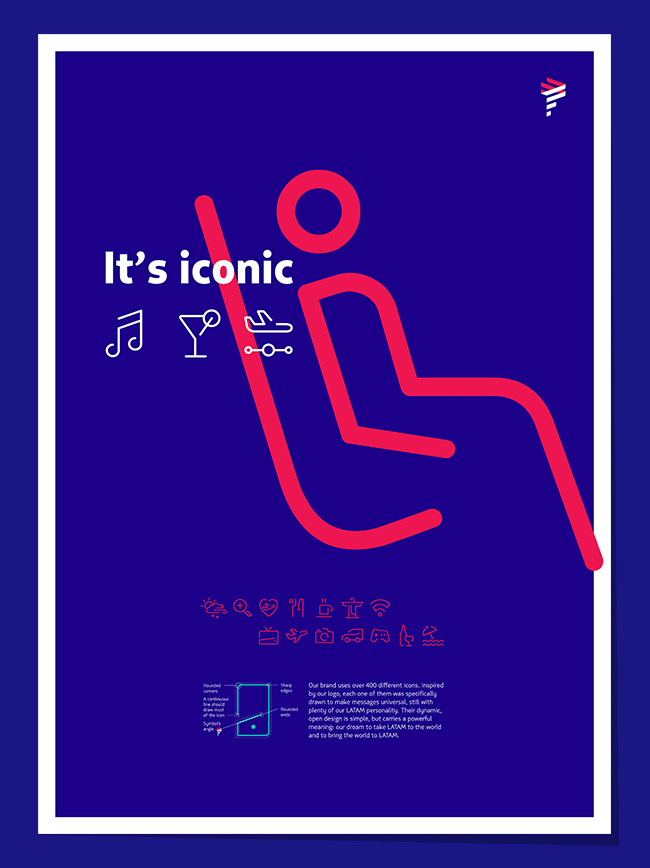 It's iconic
Rounded
corners
A continuous
line should
draw most
of the icon
Symbol's
angle
Sharp
edges
Rounded
ends
Our brand uses over 400 different icons. Inspired
by our logo, each one of them was specifically
drawn to make messages universal, still with
plenty of our LATAM personality. Their dynamic,
open design is simple, but carries a powerful
meaning: our dream to take LATAM to the world
and to bring the world to LATAM.